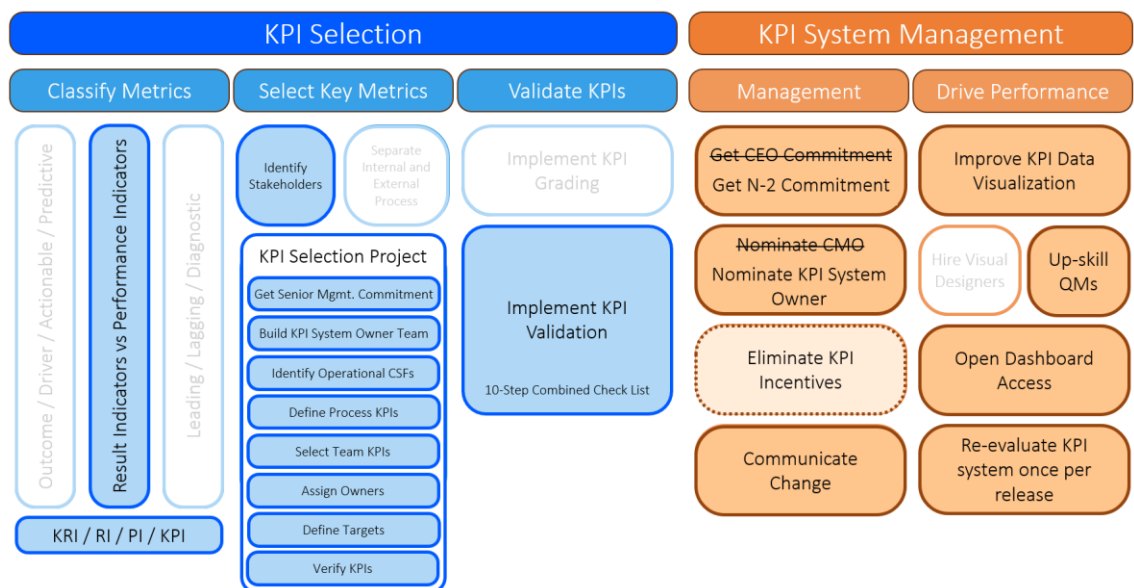 KPI Selection
KPI System Management
Classify Metrics
Select Key Metrics
Validate KPIs
Management
Drive Performance
Outcome / Driver / Actionable / Predictive
Result Indicators vs Performance Indicators
Leading / Lagging / Diagnostic
KRI / RI / PI / KPI
Identify
Stakeholders
Separate
Internal and
External
Process
KPI Selection Project
Get Senior Mgmt. Commitment
Build KPI System Owner Team
Identify Operational CSFs
Define Process KPIs
Select Team KPIs
Assign Owners
Define Targets
Verify KPIs
Implement KPI
Grading
Implement KPI
Validation
10-Step Combined Check List
Get CEO Commitment
Get N-2 Commitment
Nominate CMO
Nominate KPI System
Owner
Eliminate KPI
Incentives
Communicate
Change
Improve KPI Data
Visualization
Hire Visual
Designers
Up-skill
QMs
Open Dashboard
Access
Re-evaluate KPI
system once per
release